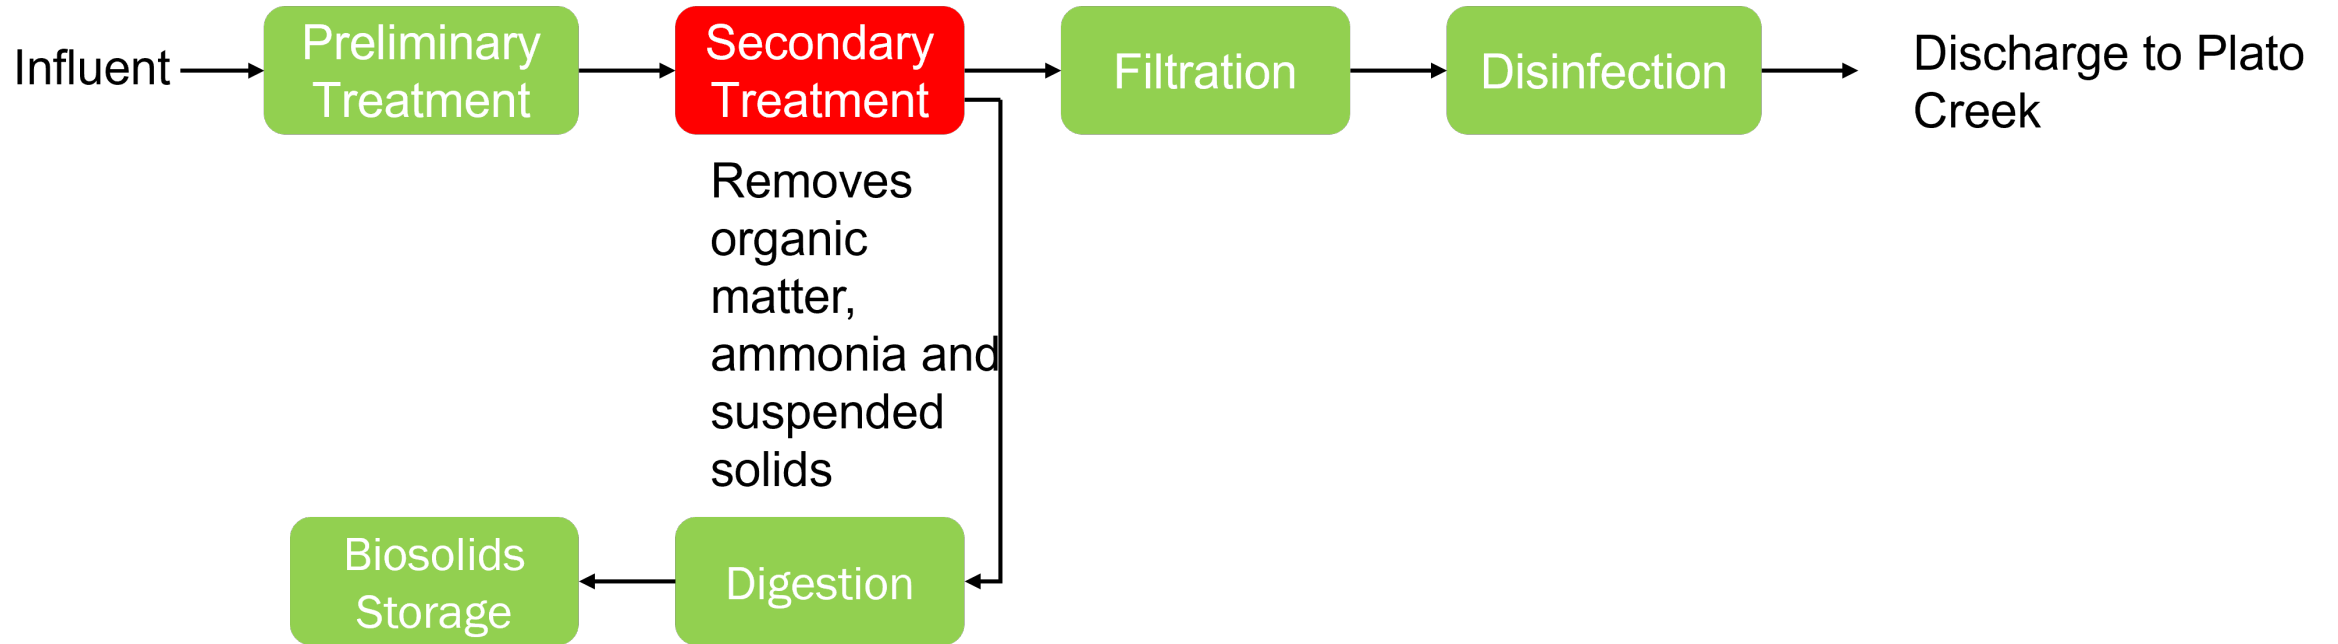 Influent
Preliminary
Treatment
Secondary
Treatment
Filtration
Disinfection
Discharge to Plato
Creek
Removes
organic
matter,
ammonia and
suspended
solids
Biosolids
Storage
Digestion